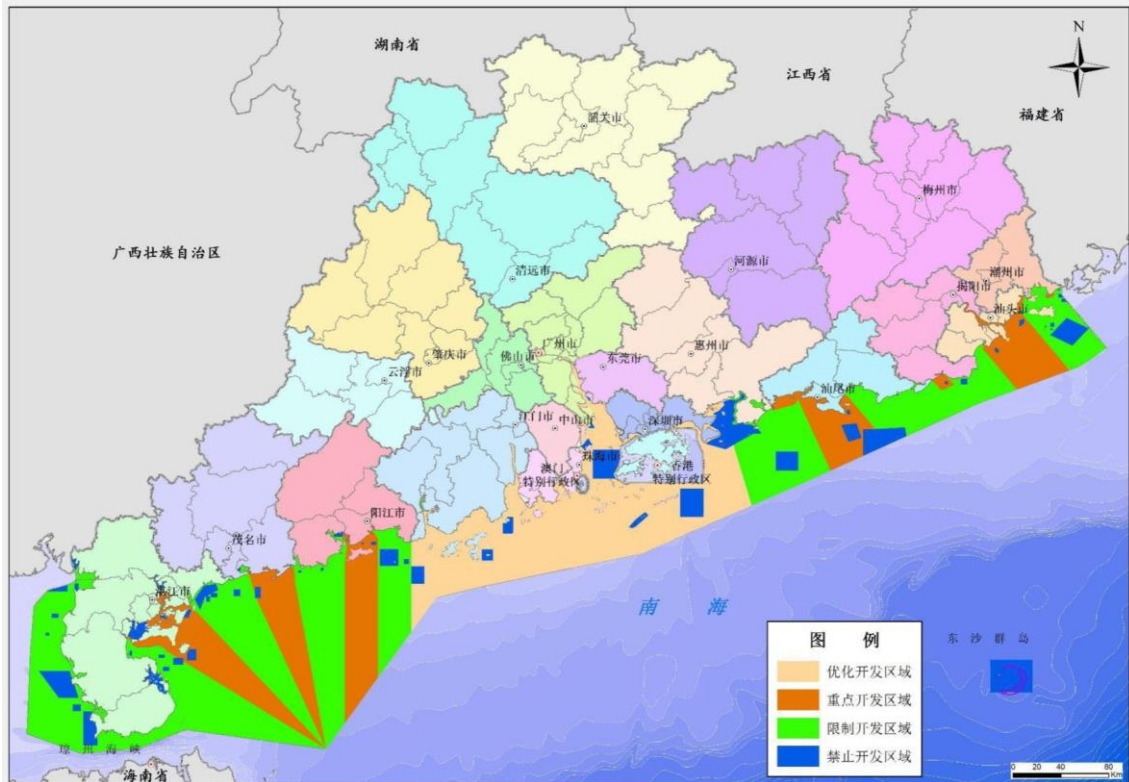 湖南省
江西省
福建省
N
韶关市
梅州市
广西壮族自治区
河源市
清远市
潮州市
揭阳市
汕头市
广州市
肇庆市
佛山市
东莞市
惠州市
云浮市
汕尾市
江门市
中山市
深圳市
珠海市
澳门
特别行政区
香港
特别行政区
阳江市
茂名市
湛江市
南海
东沙群岛
琼州海峡
海南省
图例
优化开发区域
重点开发区域
限制开发区域
禁止开发区域
0 20 40 80
Km